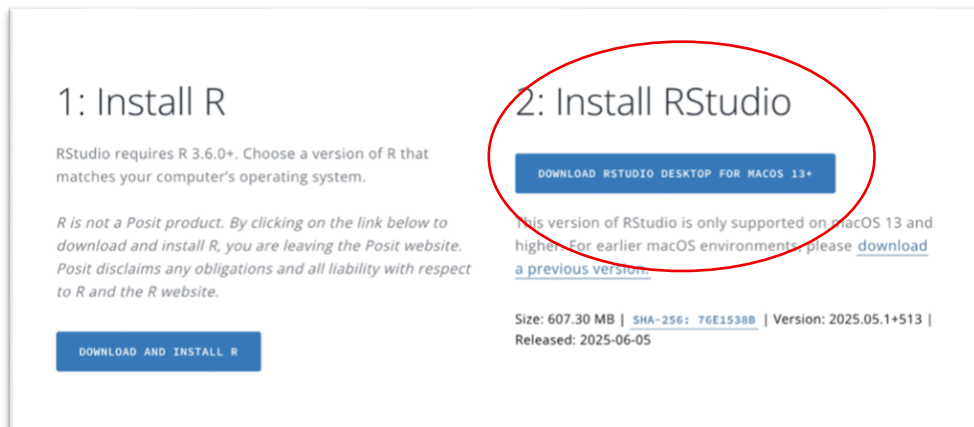 1: Install R
RStudio requires R 3.6.0+. Choose a version of R that
matches your computer's operating system.
R is not a Posit product. By clicking on the link below to
download and install R, you are leaving the Posit website.
Posit disclaims any obligations and all liability with respect
to R and the R website.
DOWNLOAD AND INSTALL R
2: Install RStudio
DOWNLOAD RSTUDIO DESKTOP FOR MACOS 13+
This version of RStudio is only supported on macOS 13 and
higher. For earlier macOS environments, please download
a previous version.
Size: 607.30 MB | SHA-256: 76E1538B | Version: 2025.05.1+513 |
Released: 2025-06-05